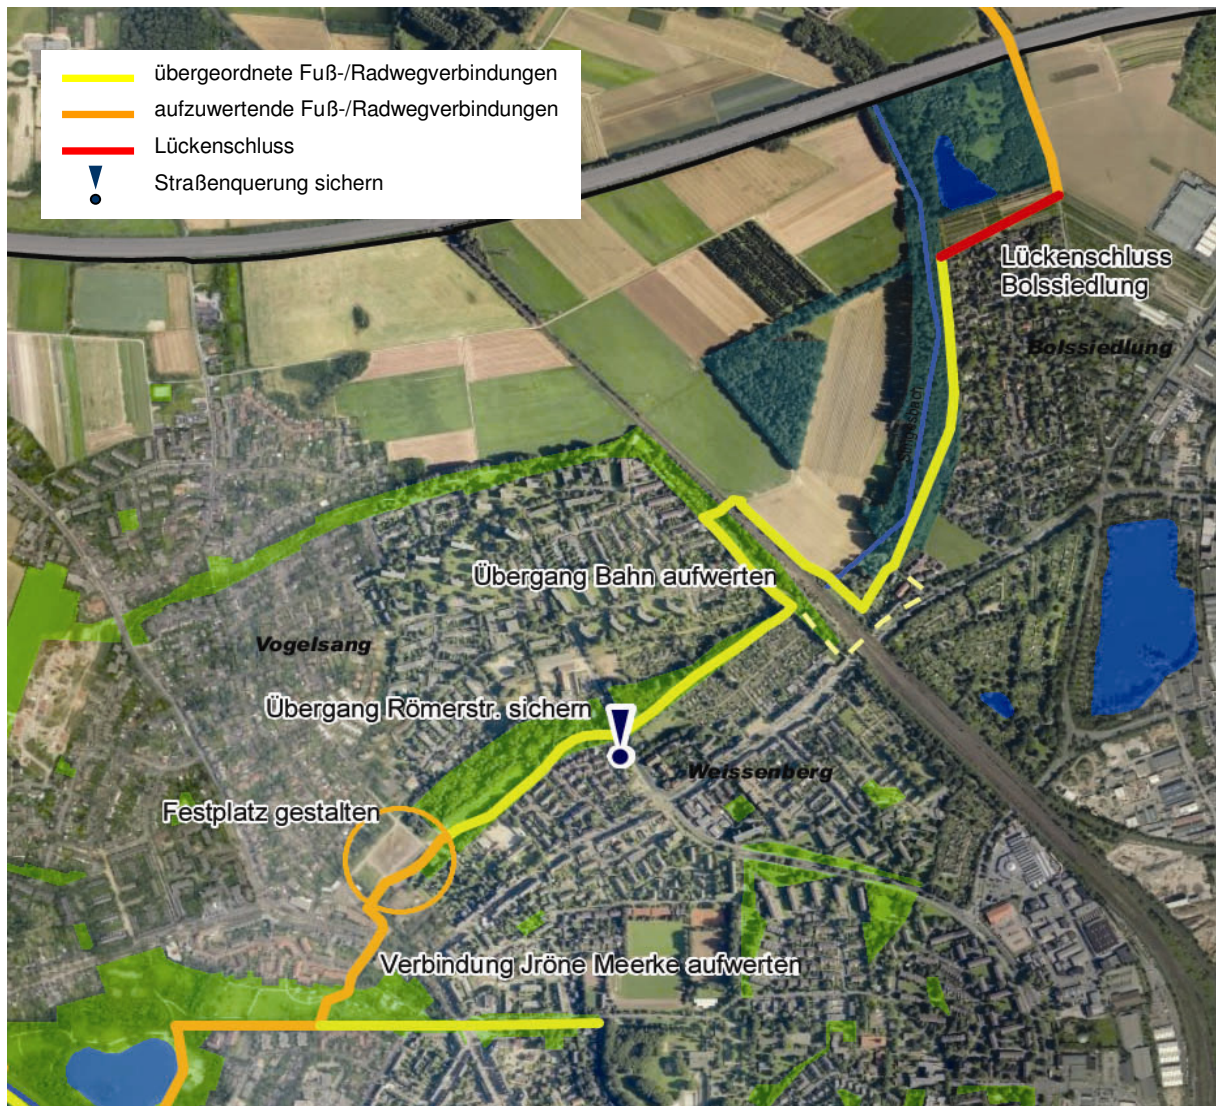 übergeordnete Fuß-/Radwegverbindungen
aufzuwertende Fuß-/Radwegverbindungen
Lückenschluss
Straßenquerung sichern
Lückenschluss
Bolssiedlung
Bolssiedlung
Übergang Bahn aufwerten
Vogelsang
Übergang Römerstr. sichern
Weissenberg
Festplatz gestalten
Verbindung Jröne Meerke aufwerten